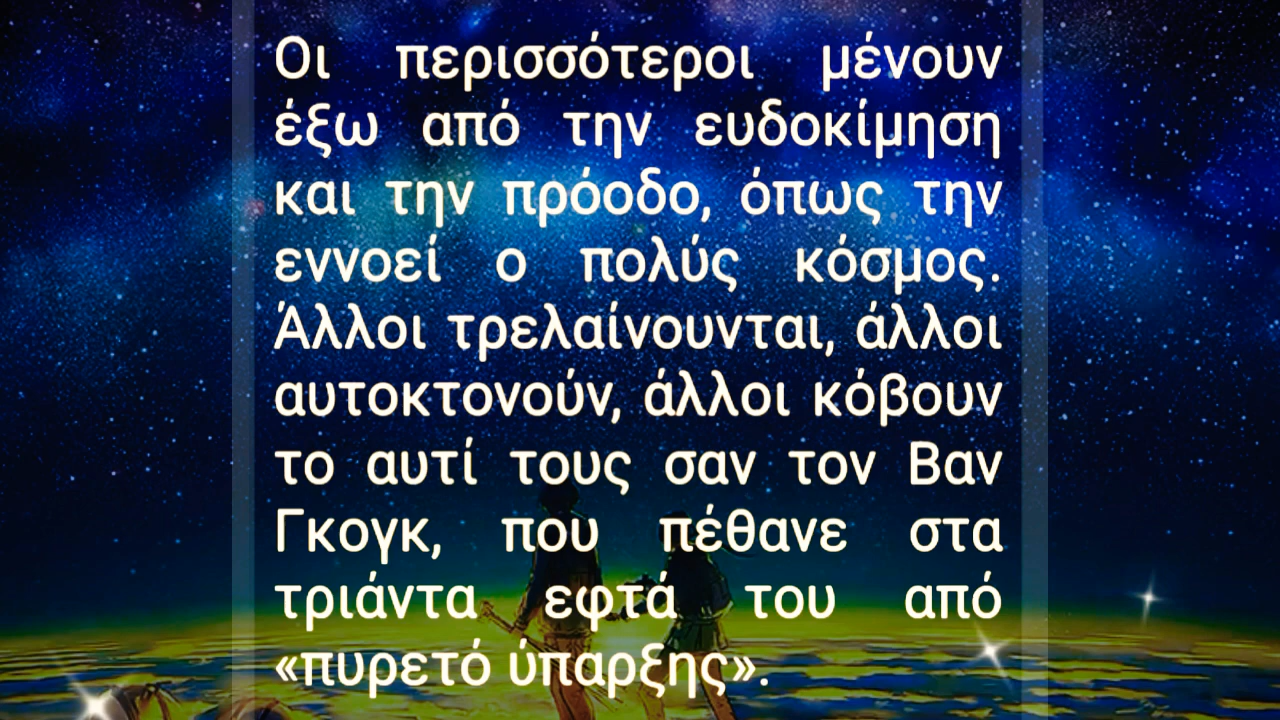 Οι περισσότεροι μένουν
έξω από την ευδοκίμηση
και την πρόοδο, όπως την
εννοεί ο πολύς κόσμος.
Άλλοι τρελαίνουνται, άλλοι
αυτοκτονούν, άλλοι κόβουν
το αυτί τους σαν τον Βαν
Γκογκ, που πέθανε στα
τριάντα εφτά του από
«πυρετό ύπαρξης».